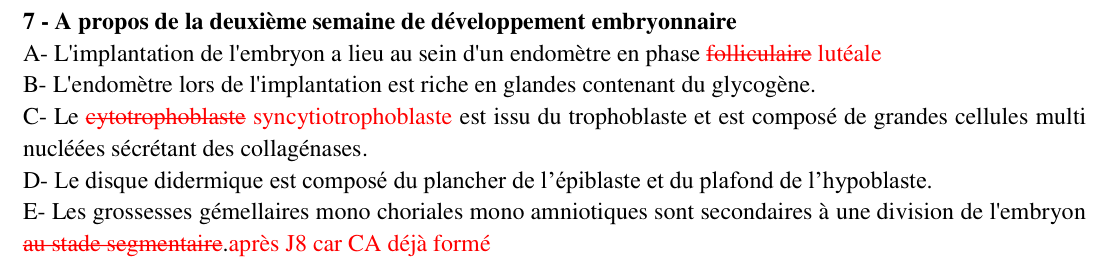 7 - A propos de la deuxième semaine de développement embryonnaire
A- L'implantation de l'embryon a lieu au sein d'un endomètre en phase folliculaire lutéale
B- L'endomètre lors de l'implantation est riche en glandes contenant du glycogène.
C- Le cytotrophoblaste syncytiotrophoblaste est issu du trophoblaste et est composé de grandes cellules multi
nucléées sécrétant des collagénases.
D- Le disque didermique est composé du plancher de l’épiblaste et du plafond de l’hypoblaste.
E- Les grossesses gémellaires mono choriales mono amniotiques sont secondaires à une division de l'embryon
au stade segmentaire.après J8 car CA déjà formé